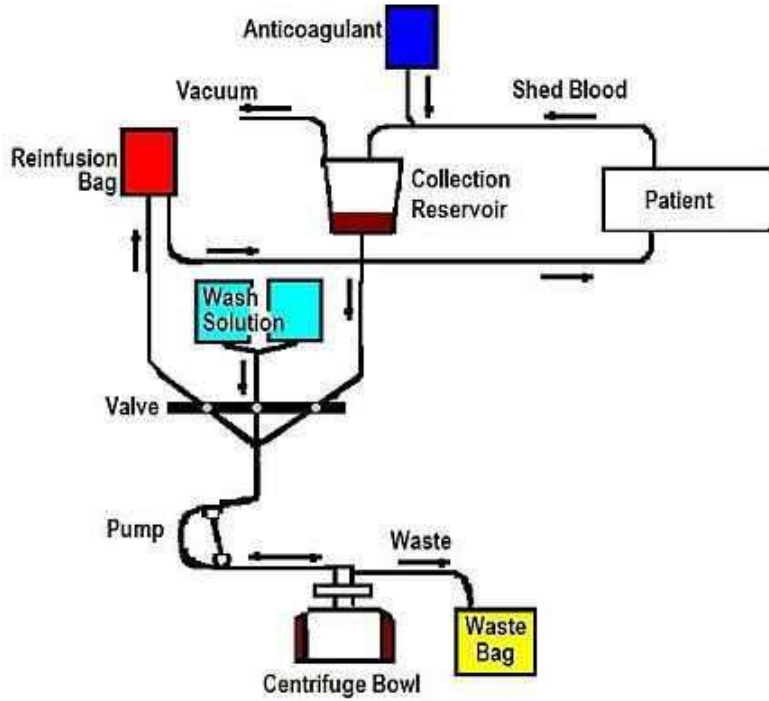 Anticoagulant
Vacuum
Shed Blood
Reinfusion
Bag
Collection
Reservoir
Patient
Wash
Solution
Valve
Pump
Waste
Waste
Bag
Centrifuge Bowl